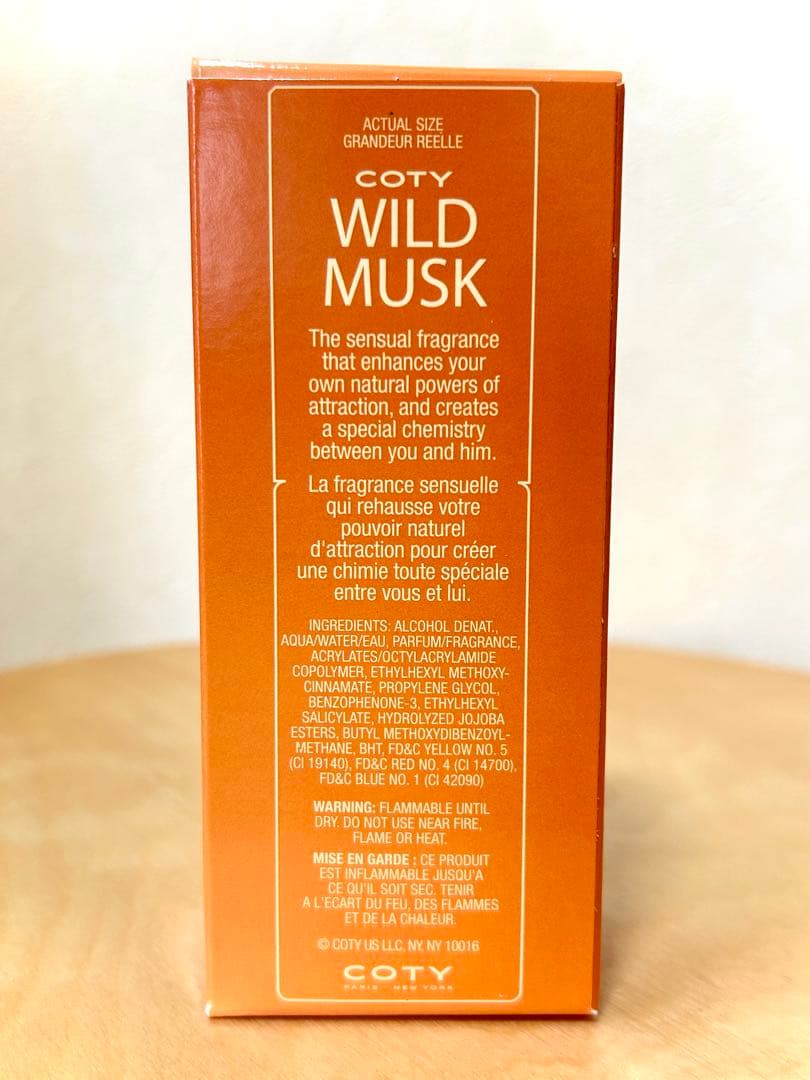 ACTUAL SIZE
GRANDEUR REELLE
COTY
WILD
MUSK
The sensual fragrance
that enhances your
own natural powers of
attraction, and creates
a special chemistry
between you and him.
La fragrance sensuelle
qui rehausse votre
pouvoir naturel
d'attraction pour créer
une chimie toute spéciale
entre vous et lui.
INGREDIENTS: ALCOHOL DENAT.,
AQUA/WATER/EAU, PARFUM/FRAGRANCE,
ACRYLATES/OCTYLACRYLAMIDE
COPOLYMER, ETHYLHEXYL METHOXY-
CINNAMATE, PROPYLENE GLYCOL,
BENZOPHENONE-3, ETHYLHEXYL
SALICYLATE, HYDROLYZED JOJOBA
ESTERS, BUTYL METHOXYDIBENZOYL-
METHANE, BHT, FD&C YELLOW NO. 5
(CI 19140), FD&C RED NO. 4 (CI 14700),
FD&C BLUE NO. 1 (CI 42090)
WARNING: FLAMMABLE UNTIL
DRY. DO NOT USE NEAR FIRE,
FLAME OR HEAT.
MISE EN GARDE : CE PRODUIT
EST INFLAMMABLE JUSQU'A
CE QU'IL SOIT SEC. TENIR
A L'ECART DU FEU, DES FLAMMES
ET DE LA CHALEUR.
© COTY US LLC. NY, NY 10016
COTY
PARIS NEW YORK